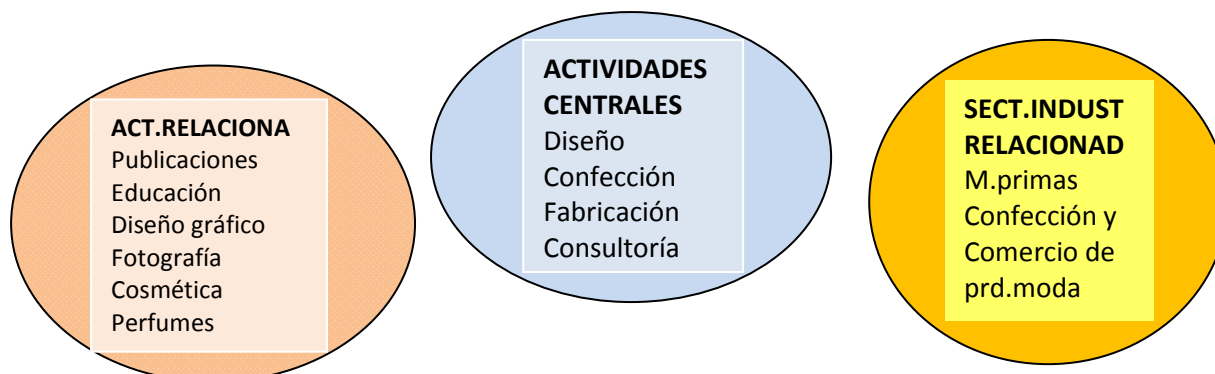 ACT.RELACIONA
Publicaciones
Educación
Diseño gráfico
Fotografía
Cosmética
Perfumes
ACTIVIDADES
CENTRALES
Diseño
Confección
Fabricación
Consultoría
SECT.INDUST
RELACIONAD
M.primas
Confección y
Comercio de
prd.moda